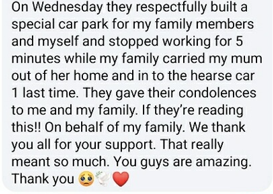 On Wednesday they respectfully built a
special car park for my family members
and myself and stopped working for 5
minutes while my family carried my mum
out of her home and in to the hearse car
1 last time. They gave their condolences
to me and my family. If they're reading
this!! On behalf of my family. We thank
you all for your support. That really
meant so much. You guys are amazing.
Thank you 🥺🕊️❤️